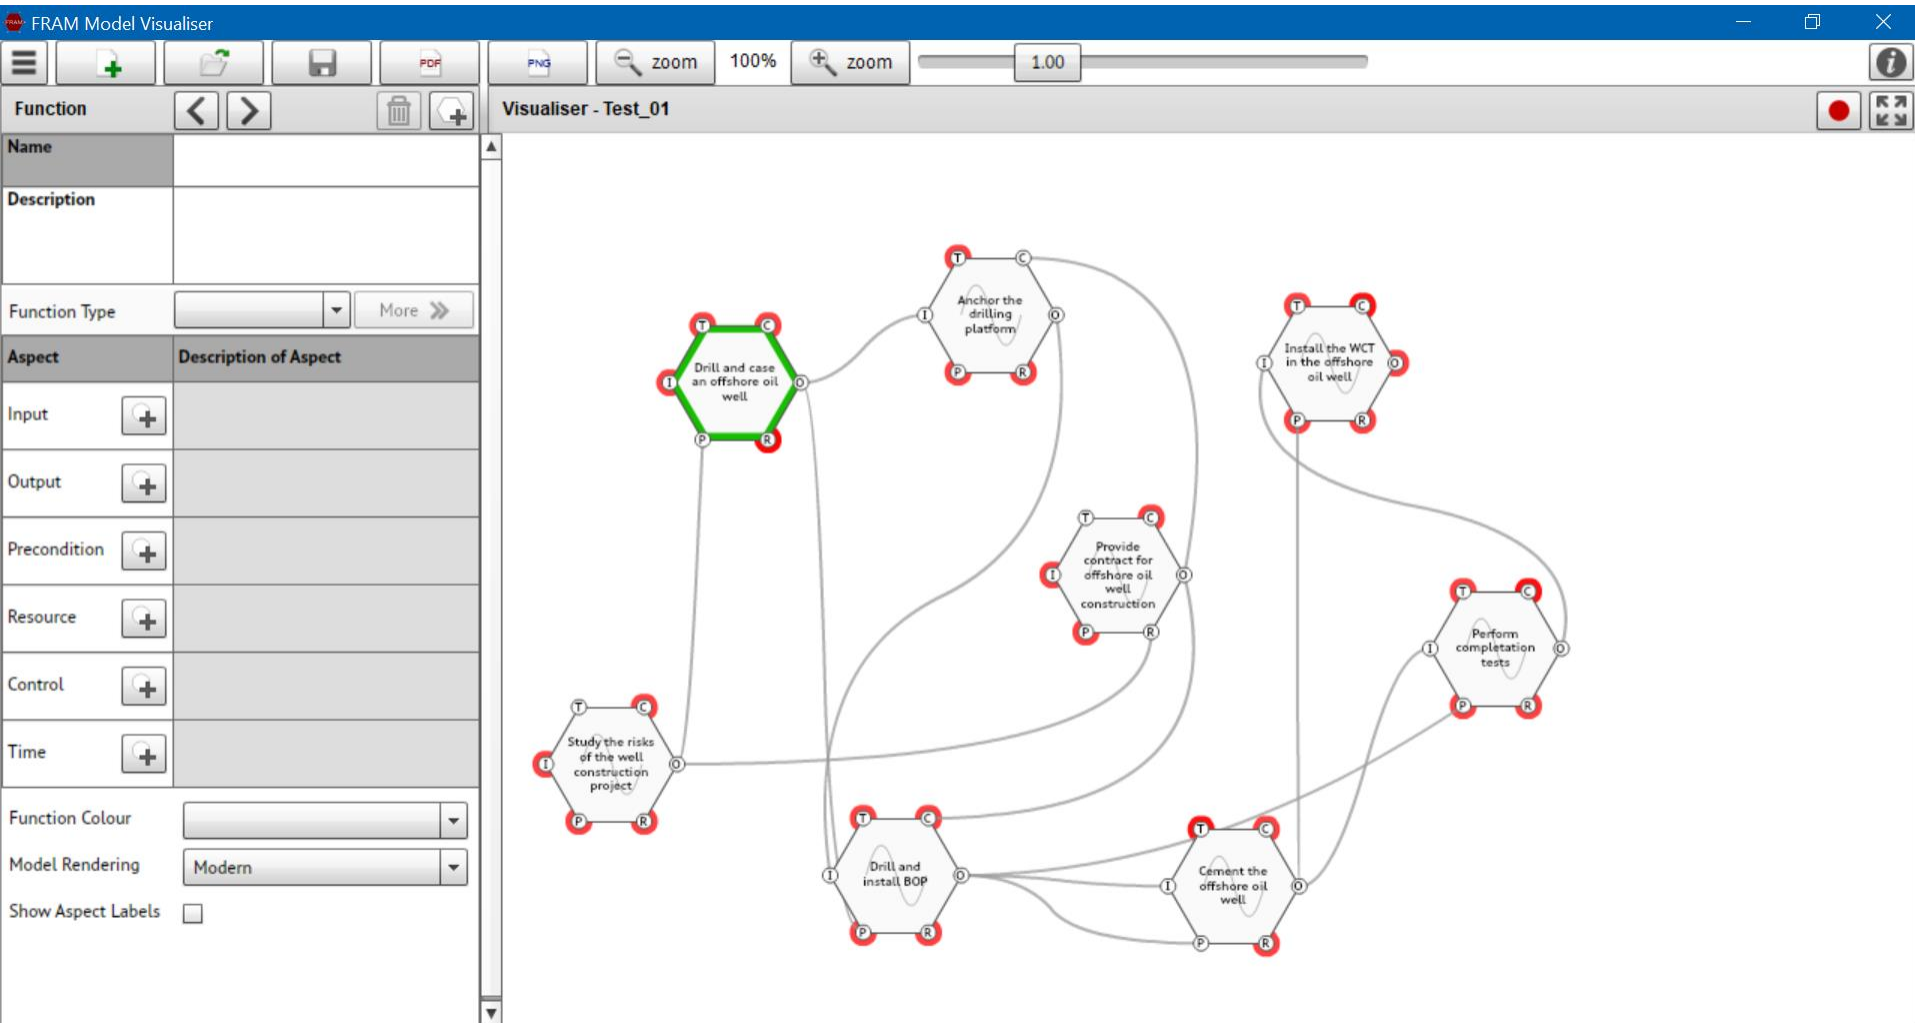 FRAM FRAM Model Visualiser
PDF
PNG
zoom
100%
zoom
1.00
Function
Visualiser - Test_01
Name
Description
Function Type
More
Aspect
Description of Aspect
Input
Output
Precondition
Resource
Control
Time
Function Colour
Model Rendering
Modern
Show Aspect Labels
T C
I O
P R
Anchor the
drilling
platform
T C
I O
P R
Install the WCT
in the offshore
oil well
T C
I O
P R
Drill and case
an offshore oil
well
T C
I O
P R
Provide
contract for
offshore oil
well
construction
T C
I O
P R
Perform
completation
tests
T C
I O
P R
Study the risks
of the well
construction
project
T C
I O
P R
Drill and
install BOP
T C
I O
P R
Cement the
offshore oil
well